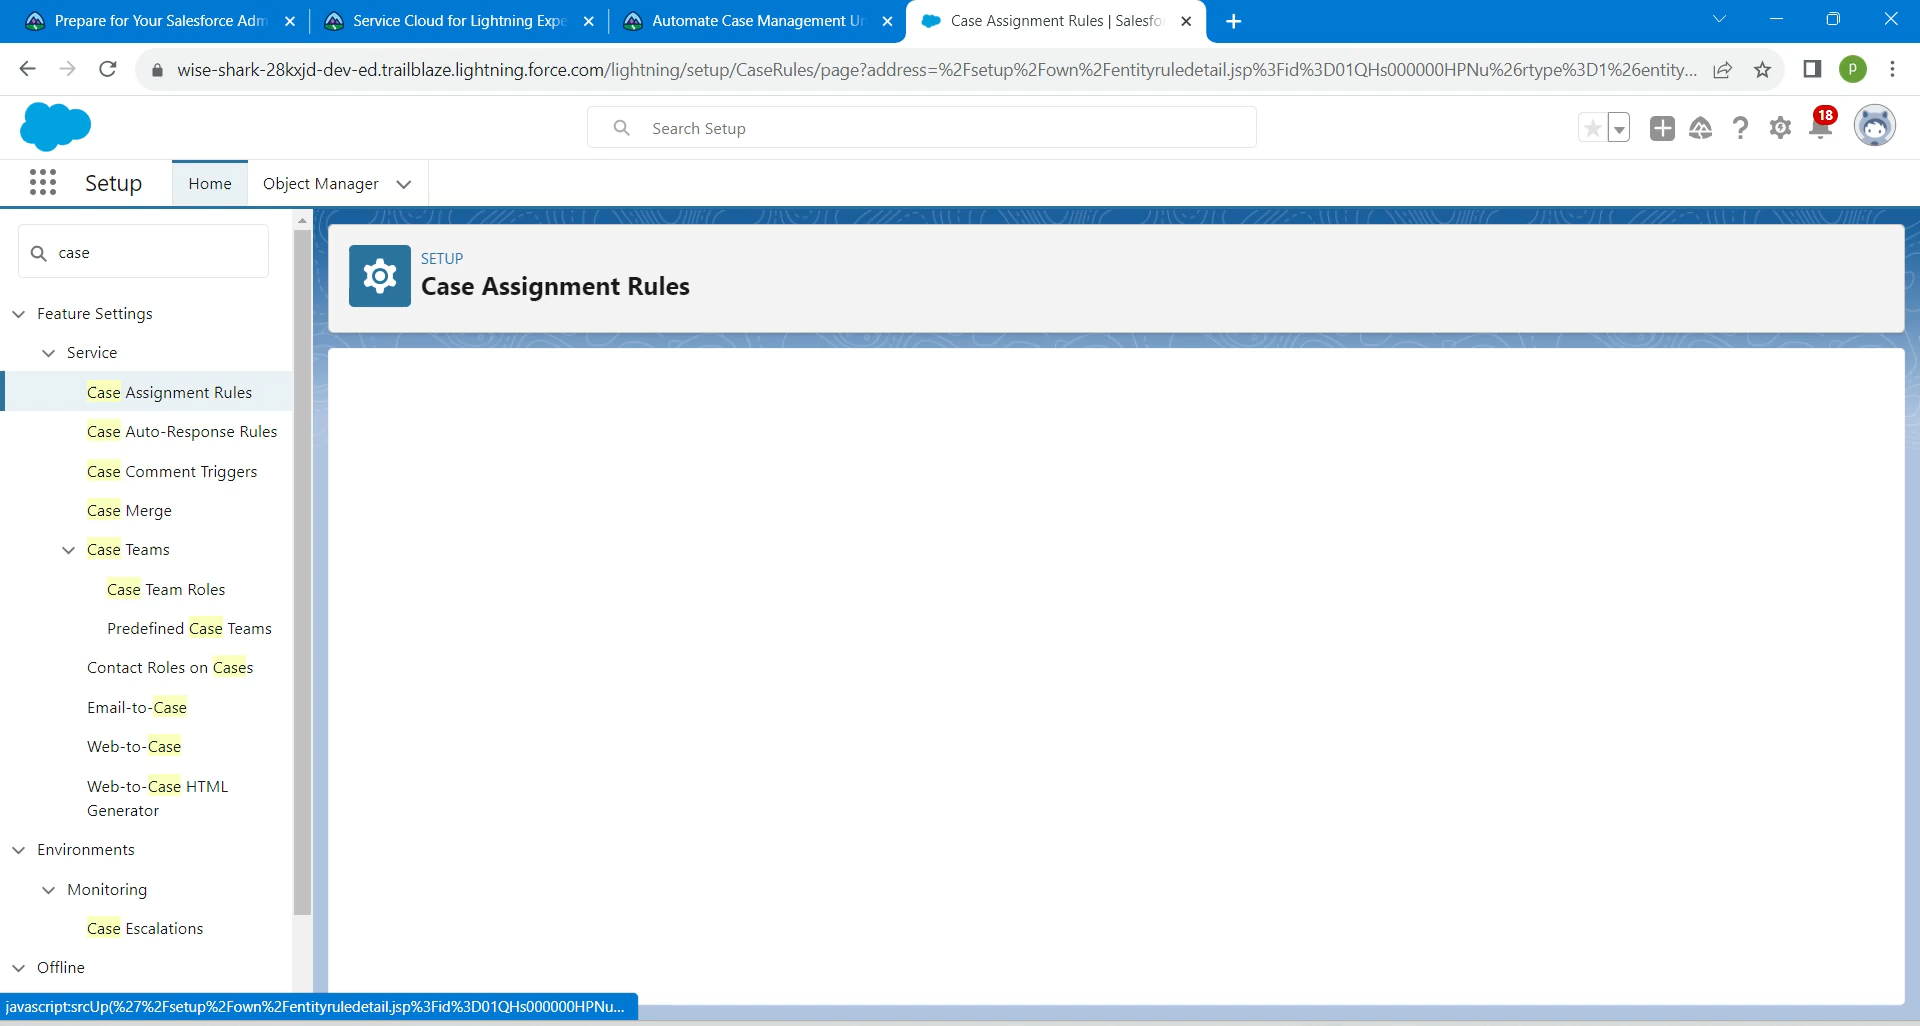 Prepare for Your Salesforce Adm
Service Cloud for Lightning Expe
Automate Case Management U
Case Assignment Rules | Salesfo
wise-shark-28kxjd-dev-ed.trailblaze.lightning.force.com/lightning/setup/CaseRules/page?address=%2Fsetup%2Fown%2Fentityruledetail.jsp%3Fid%3D01QHs000000HPNu%26rtype%3D1%26entity...
P
Search Setup
18
Setup
Home
Object Manager
case
SETUP
Case Assignment Rules
Feature Settings
Service
Case Assignment Rules
Case Auto-Response Rules
Case Comment Triggers
Case Merge
Case Teams
Case Team Roles
Predefined Case Teams
Contact Roles on Cases
Email-to-Case
Web-to-Case
Web-to-Case HTML
Generator
Environments
Monitoring
Case Escalations
Offline
javascript:srcUp(%27%2Fsetup%2Fown%2Fentityruledetail.jsp%3Fid%3D01QHs000000HPNu...